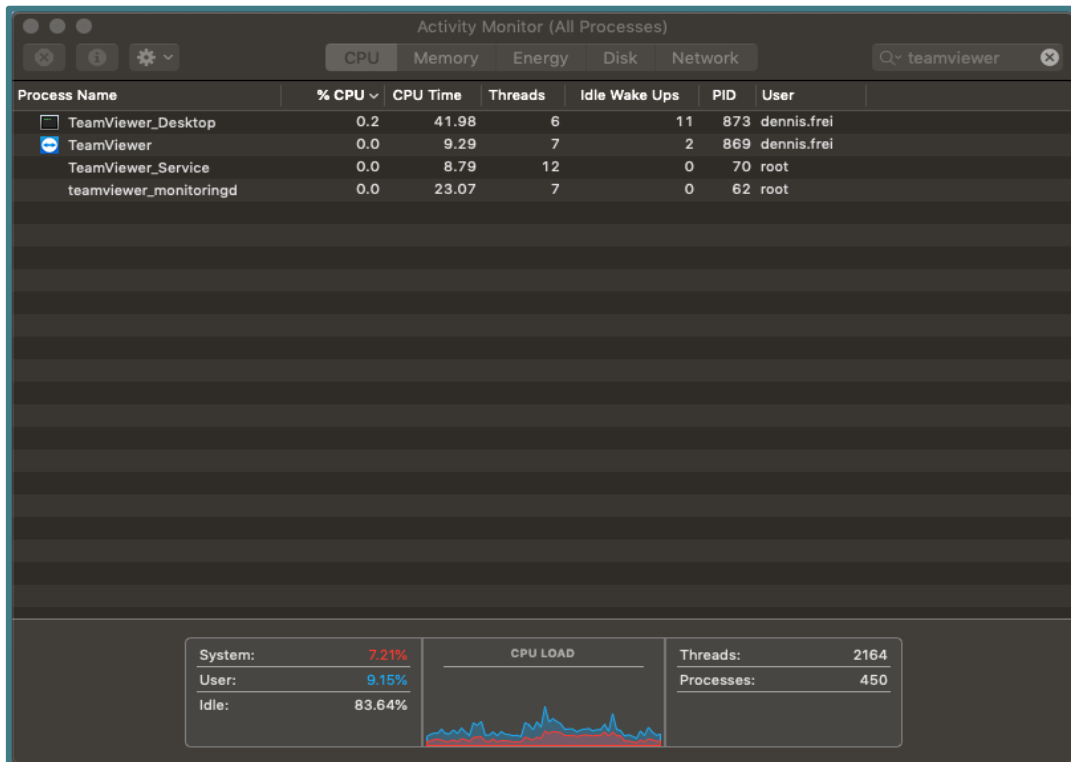 Activity Monitor (All Processes)
CPU Memory Energy Disk Network teamviewer
Process Name % CPU CPU Time Threads Idle Wake Ups PID User
TeamViewer_Desktop 0.2 41.98 6 11 873 dennis.frei
TeamViewer 0.0 9.29 7 2 869 dennis.frei
TeamViewer_Service 0.0 8.79 12 0 70 root
teamviewer_monitoringd 0.0 23.07 7 0 62 root
System: 7.21% CPU LOAD Threads: 2164
User: 9.15% Processes: 450
Idle: 83.64%